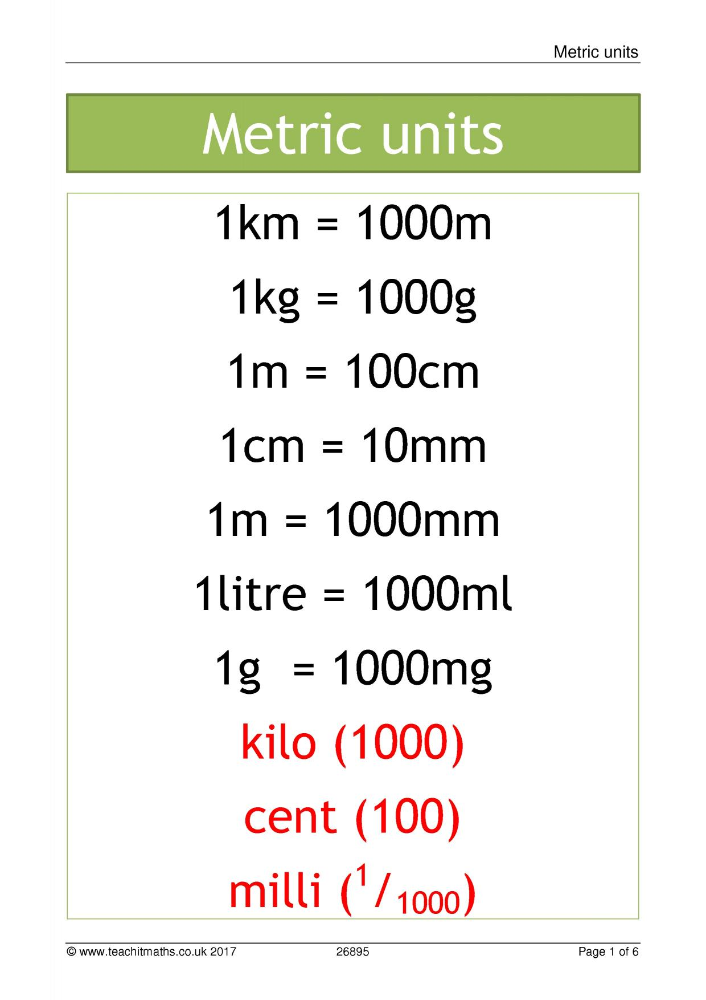 Metric units
Metric units
1km = 1000m
1kg = 1000g
1m = 100cm
1cm = 10mm
1m = 1000mm
1litre = 1000ml
1g = 1000mg
kilo (1000)
cent (100)
milli (1/1000)
© www.teachitmaths.co.uk 2017 26895 Page 1 of 6